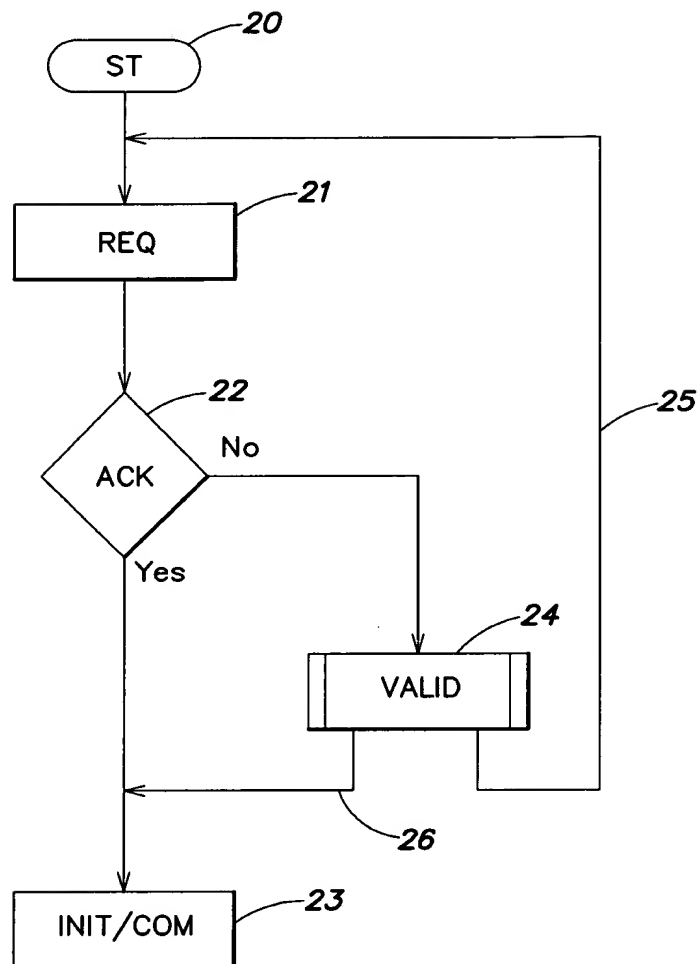 20
ST
21
REQ
22
No
ACK
25
Yes
24
VALID
26
23
INIT/COM